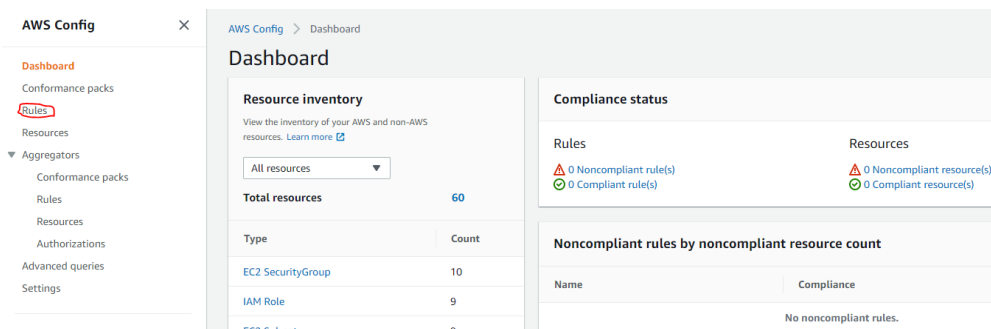 AWS Config
Dashboard
Conformance packs
Rules
Resources
Aggregators
Conformance packs
Rules
Resources
Authorizations
Advanced queries
Settings
AWS Config > Dashboard
Dashboard
Resource inventory
View the inventory of your AWS and non-AWS
resources. Learn more
All resources
Total resources 60
Type Count
EC2 SecurityGroup 10
IAM Role 9
Compliance status
Rules Resources
0 Noncompliant rule(s) 0 Noncompliant resource(s)
0 Compliant rule(s) 0 Compliant resource(s)
Noncompliant rules by noncompliant resource count
Name Compliance
No noncompliant rules.